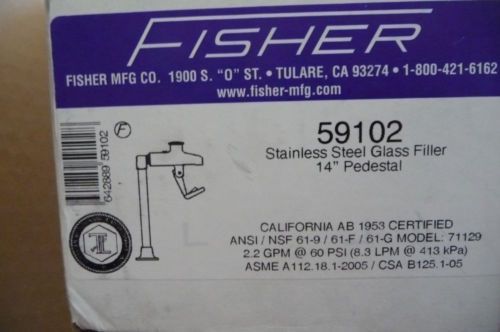 FISHER
FISHER MFG CO. 1900 S. "O" ST. • TULARE, CA 93274 • 1-800-421-6162
www.fisher-mfg.com
F
642889 59102
59102
Stainless Steel Glass Filler
14" Pedestal
CALIFORNIA AB 1953 CERTIFIED
ANSI / NSF 61-9 / 61-F / 61-G MODEL: 71129
2.2 GPM @ 60 PSI (8.3 LPM @ 413 kPa)
ASME A112.18.1-2005 / CSA B125.1-05